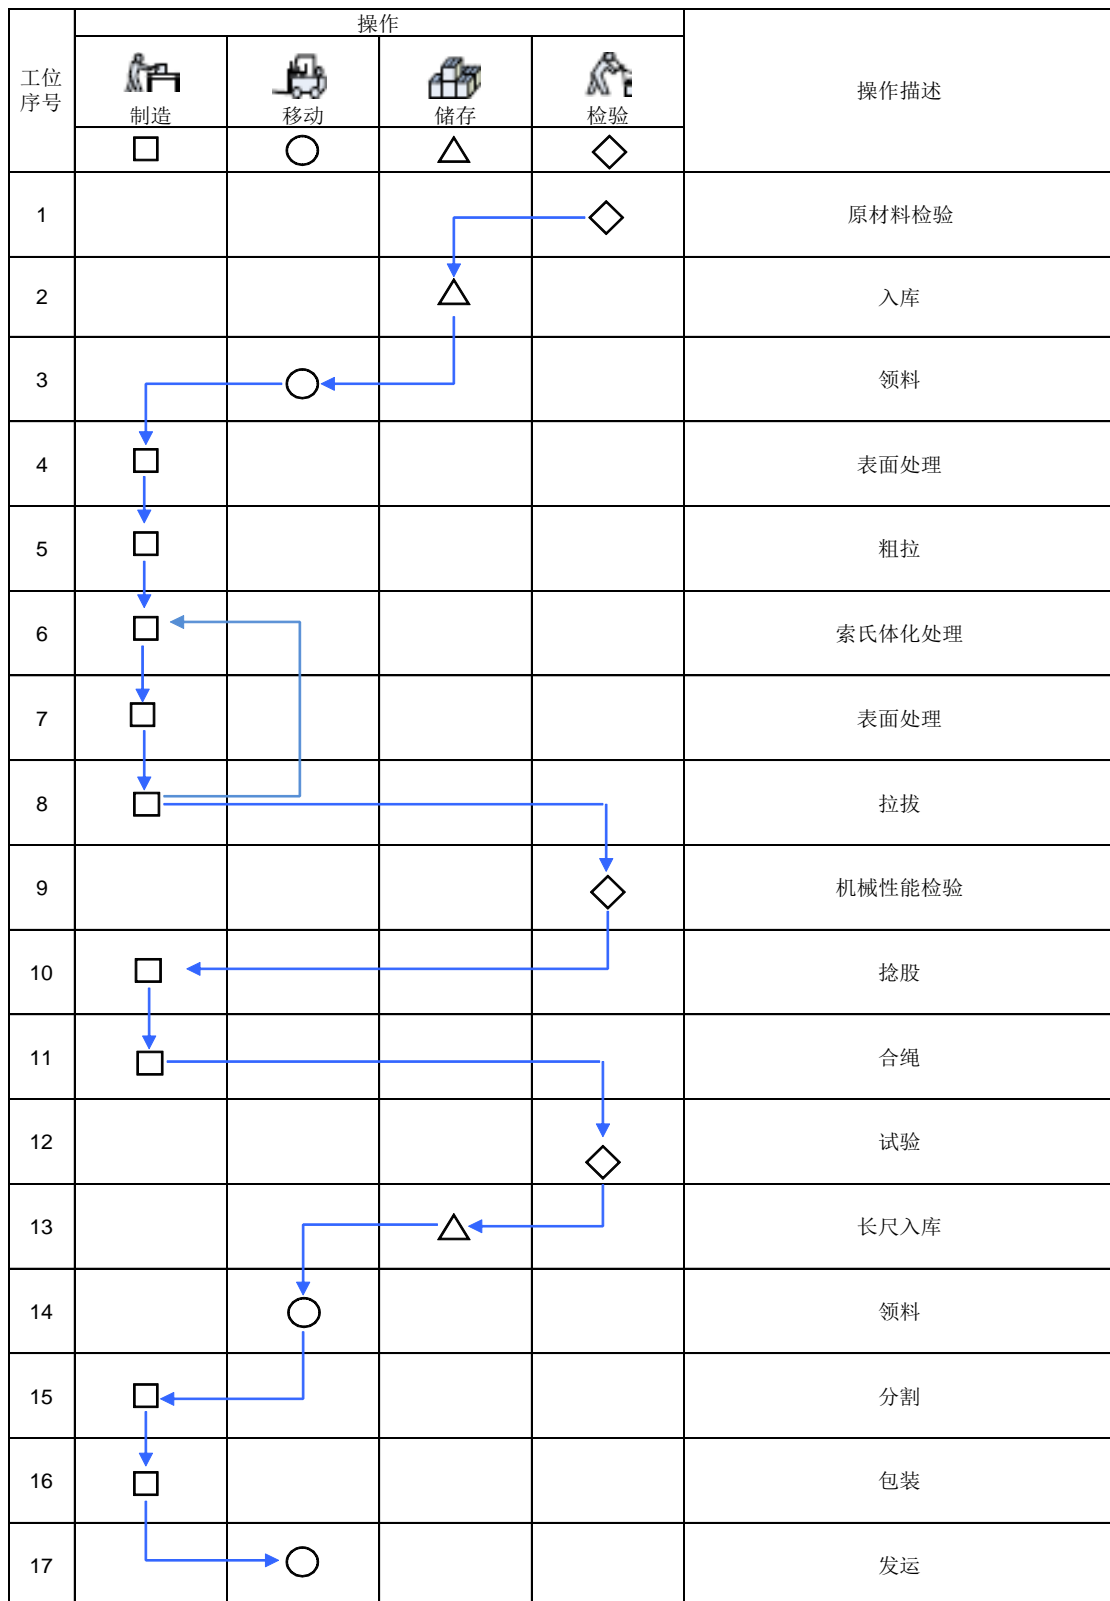 操作
工位
序号
制造
移动
储存
检验
操作描述
1
原材料检验
2
入库
3
领料
4
表面处理
5
粗拉
6
索氏体化处理
7
表面处理
8
拉拔
9
机械性能检验
10
捻股
11
合绳
12
试验
13
长尺入库
14
领料
15
分割
16
包装
17
发运